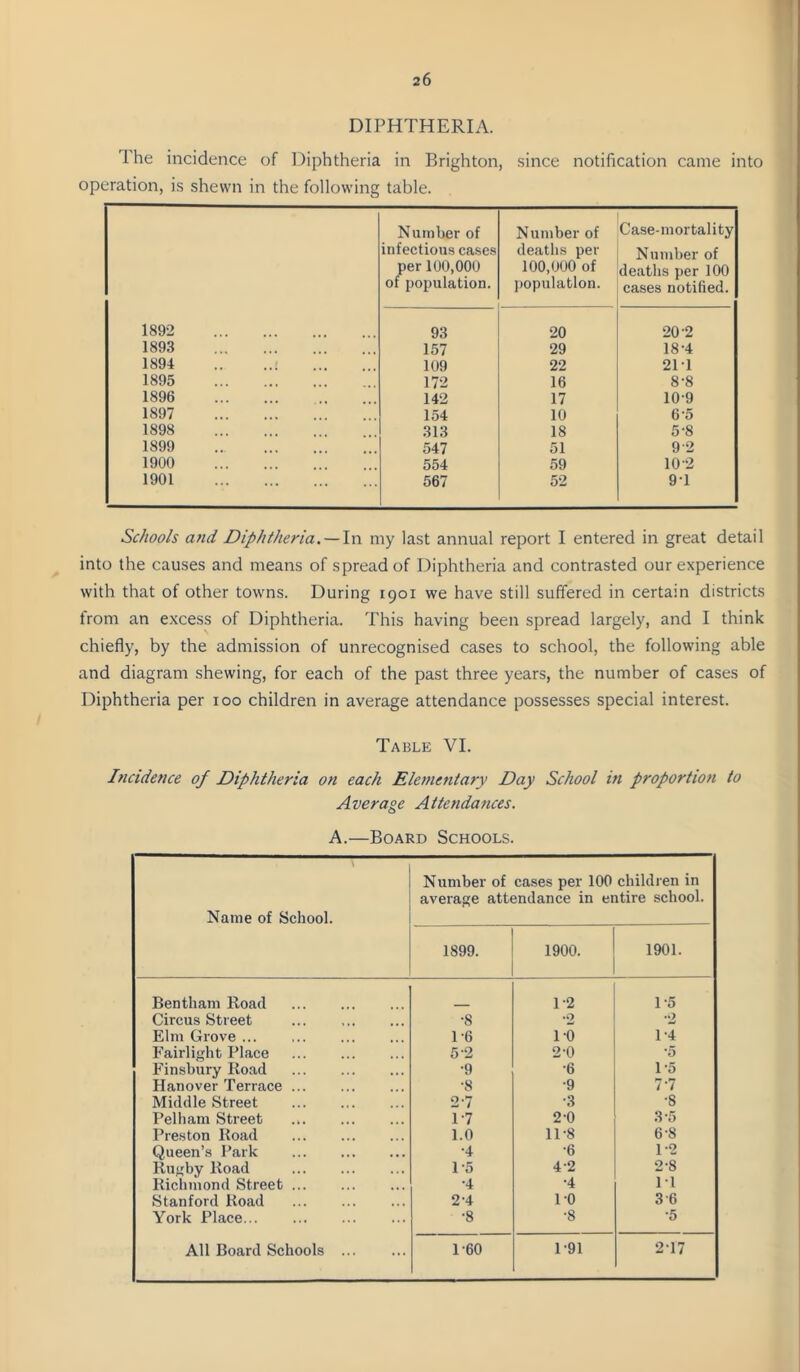 26
DIPHTHERIA.
The incidence of Diphtheria in Brighton, since notification came into
operation, is shewn in the following table.
Number of infectious cases per 100,000 of population. | Number of deaths per 100,000 of population. | Case-mortality Number of deaths per 100 cases notified.
1892 ... ... ... ... 93 20 20·2
1893 ... ... ... ... 157 29 18·4
1894 .. ..: ... ... 109 22 21·1
1895 ... ... ... ... 172 16 8·8
1896 ... ... .. ... 142 17 10·9
1897 ... ... ... ... 154 10 6·5
1898 ... ... ... ... 313 18 5·8
1899 ... ... ... ... 547 51 9·2
1900 ... ... ... ... 554 59 10·2
1901 ... ... ... ... 567 52 9·1
Schools and Diphtheria.—In my last annual report I entered in great detail
into the causes and means of spread of Diphtheria and contrasted our experience
with that of other towns. During 1901 we have still suffered in certain districts
from an excess of Diphtheria. This having been spread largely, and I think
chiefly, by the admission of unrecognised cases to school, the following able
and diagram shewing, for each of the past three years, the number of cases of
Diphtheria per 100 children in average attendance possesses special interest.
Table VI.
Incidence of Diphtheria on each Elementary Day School in proportion to
Average Attendances.
A.—Board Schools.
Name of School. | Number of cases per 100 children in average attendance in entire school.
1899. 1900. 1901.
Bentham Road ... ... ... — 1·2 1·5
Circus Street ... ... ... ·8 ·2 ·2
Elm Grove ... ... ... ... 1·6 1·0 1·4
Fairlight Place ... ... ... 5·2 2·0 ·5
Finsbury Road ... ... ... ·9 ·6 1·5
Hanover Terrace ... ... ... ·8 ·9 7·7
Middle Street ... ... ... 2·7 ·3 ·8
Pelham Street ... ... ... 1·7 2·0 3·5
Preston Road ... ... ... 1.0 11·8 6·8
Queen's Park ... ... ... ·4 ·6 1·2
Rugby Road ... ... ... 1·5 4·2 2·8
Richmond Street ... ... ... ·4 ·4 1·1
Stanford Road ... ... ... 2·4 1·0 3·6
York Place... ... ... ... ·8 ·8 ·5
All Board Schools ... ... 1·60 1·91 2·17